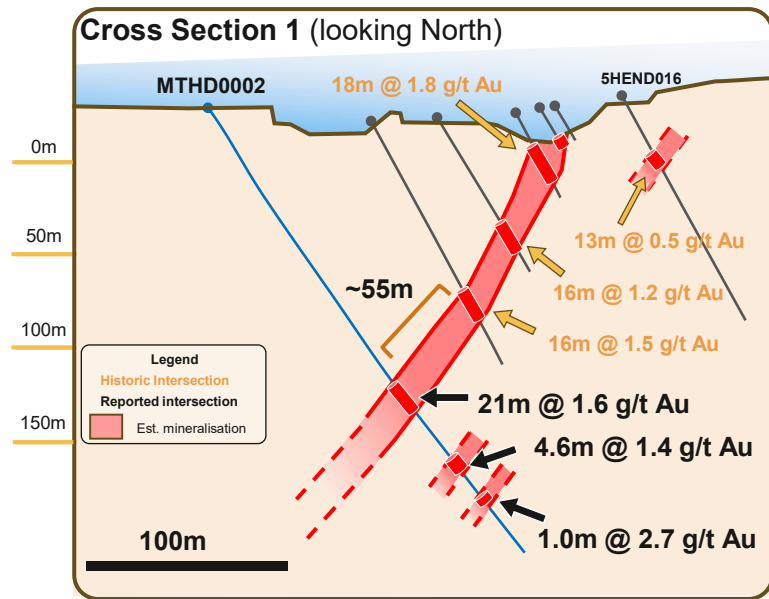 Cross Section 1 (looking North)
MTHD0002
18m @ 1.8 g/t Au
5HEND016
0m
50m
100m
150m
13m @ 0.5 g/t Au
16m @ 1.2 g/t Au
16m @ 1.5 g/t Au
~55m
21m @ 1.6 g/t Au
4.6m @ 1.4 g/t Au
1.0m @ 2.7 g/t Au
Legend
Historic Intersection
Reported intersection
Est. mineralisation
100m